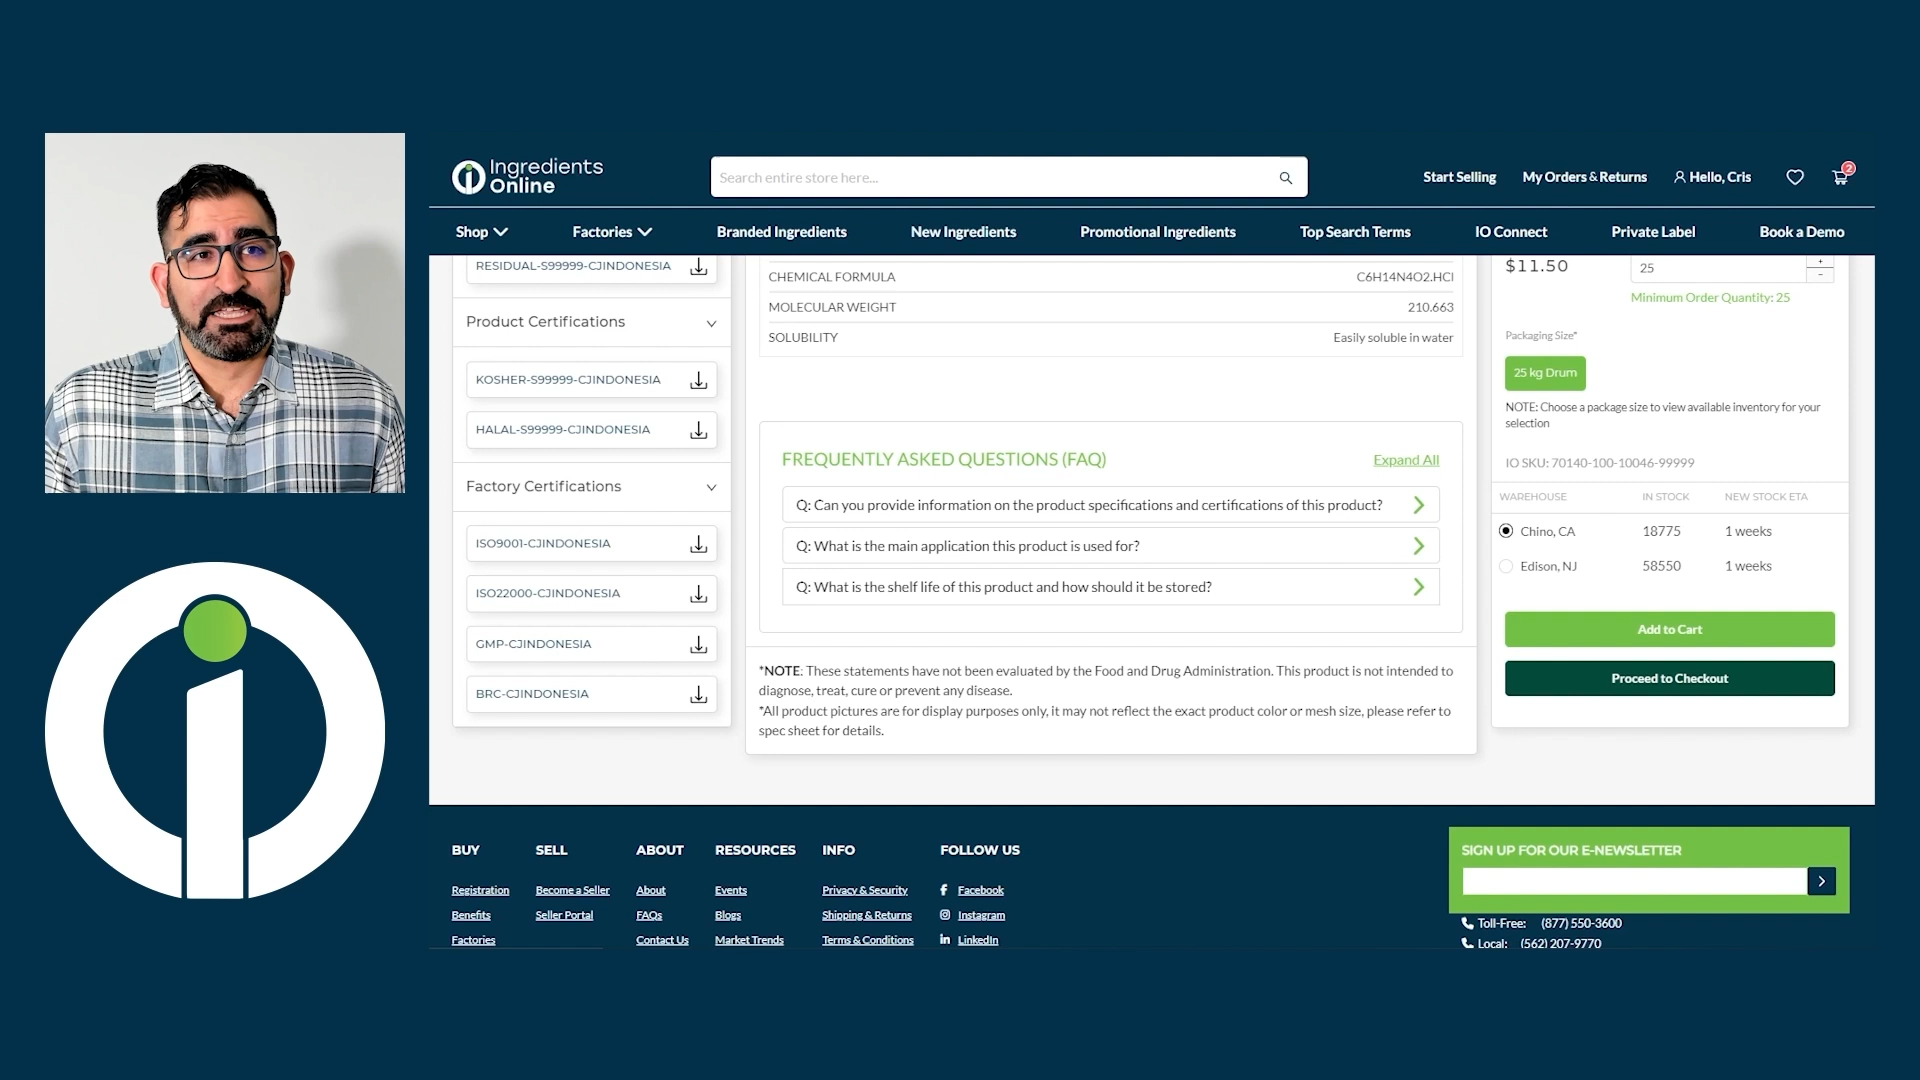 Ingredients
Online
Search entire store here...
Start Selling
My Orders & Returns
Hello, Cris
2
Shop
Factories
Branded Ingredients
New Ingredients
Promotional Ingredients
Top Search Terms
IO Connect
Private Label
Book a Demo
RESIDUAL-S99999-CJINDONESIA
Product Certifications
KOSHER-S99999-CJINDONESIA
HALAL-S99999-CJINDONESIA
Factory Certifications
ISO9001-CJINDONESIA
ISO22000-CJINDONESIA
GMP-CJINDONESIA
BRC-CJINDONESIA
CHEMICAL FORMULA C6H14N4O2.HCl
MOLECULAR WEIGHT 210.663
SOLUBILITY Easily soluble in water
FREQUENTLY ASKED QUESTIONS (FAQ) Expand All
Q: Can you provide information on the product specifications and certifications of this product?
Q: What is the main application this product is used for?
Q: What is the shelf life of this product and how should it be stored?
*NOTE: These statements have not been evaluated by the Food and Drug Administration. This product is not intended to
diagnose, treat, cure or prevent any disease.
*All product pictures are for display purposes only, it may not reflect the exact product color or mesh size, please refer to
spec sheet for details.
$11.50 25 + -
Minimum Order Quantity: 25
Packaging Size*
25 kg Drum
NOTE: Choose a package size to view available inventory for your
selection
IO SKU: 70140-100-10046-99999
WAREHOUSE IN STOCK NEW STOCK ETA
Chino, CA 18775 1 weeks
Edison, NJ 58550 1 weeks
Add to Cart
Proceed to Checkout
BUY
Registration
Benefits
Factories
SELL
Become a Seller
Seller Portal
ABOUT
About
FAQs
Contact Us
RESOURCES
Events
Blogs
Market Trends
INFO
Privacy & Security
Shipping & Returns
Terms & Conditions
FOLLOW US
Facebook
Instagram
LinkedIn
SIGN UP FOR OUR E-NEWSLETTER
Toll-Free: (877) 550-3600
Local: (562) 207-9770